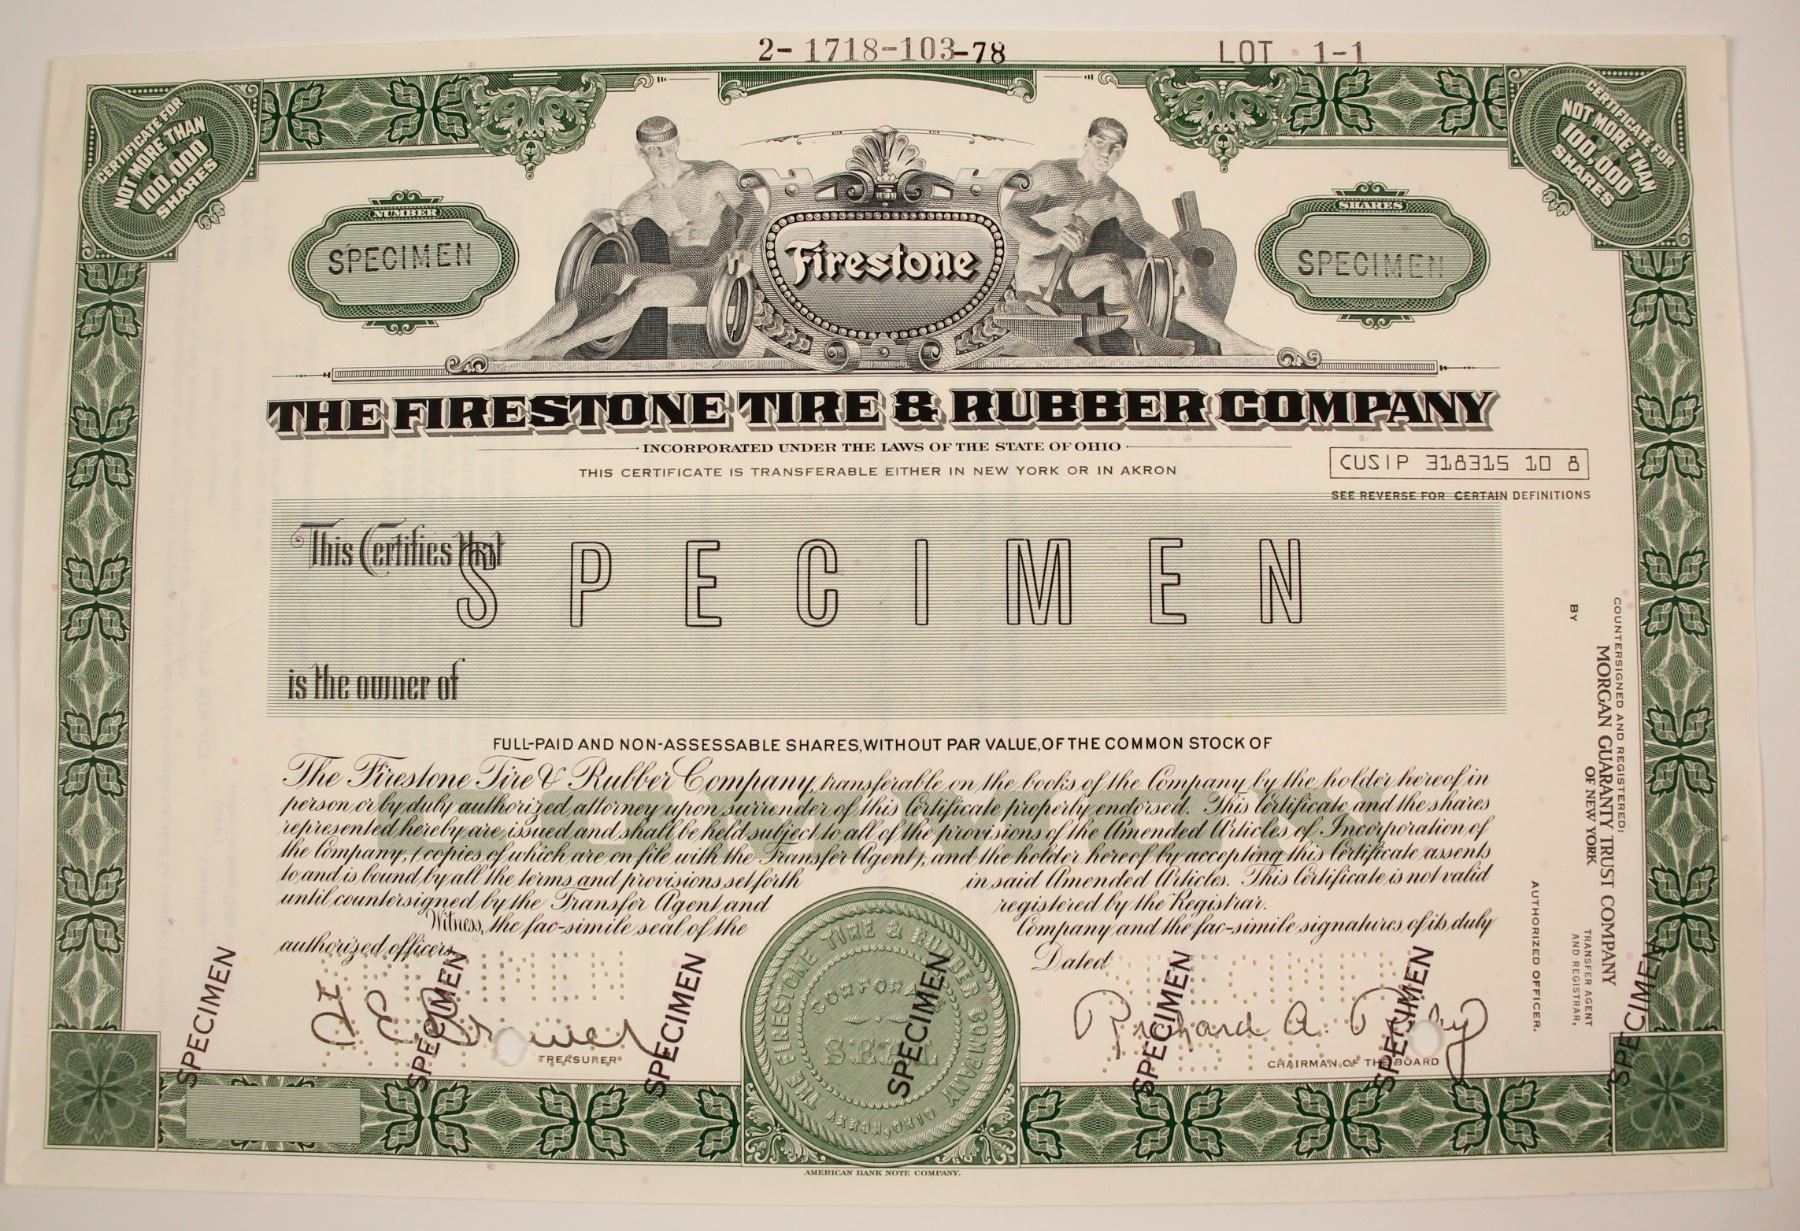 2- 1718-103-78 LOT 1-1
CERTIFICATE FOR
NOT MORE THAN
100,000
SHARES
CERTIFICATE FOR
NOT MORE THAN
100,000
SHARES
NUMBER
SPECIMEN
Firestone
SHARES
SPECIMEN
THE FIRESTONE TIRE & RUBBER COMPANY
INCORPORATED UNDER THE LAWS OF THE STATE OF OHIO
THIS CERTIFICATE IS TRANSFERABLE EITHER IN NEW YORK OR IN AKRON
CUSIP 318315 10 8
SEE REVERSE FOR CERTAIN DEFINITIONS
This Certifies that
SPECIMEN
is the owner of
FULL-PAID AND NON-ASSESSABLE SHARES, WITHOUT PAR VALUE, OF THE COMMON STOCK OF
The Firestone Tire & Rubber Company, transferable on the books of the Company by the holder hereof in
person or by duly authorized attorney upon surrender of this Certificate properly endorsed. This Certificate and the shares
represented hereby are issued and shall be held subject to all of the provisions of the Amended Articles of Incorporation of
the Company, (copies of which are on file with the Transfer Agent), and the holder hereof by accepting this Certificate assents
to and is bound by all the terms and provisions set forth in said Amended Articles. This Certificate is not valid
until countersigned by the Transfer Agent and registered by the Registrar.
Witness, the fac-simile seal of the Company and the fac-simile signatures of its duly
authorized officers.
Dated
COUNTERSIGNED AND REGISTERED:
MORGAN GUARANTY TRUST COMPANY
OF NEW YORK
TRANSFER AGENT
AND REGISTRAR,
BY
AUTHORIZED OFFICER.
SPECIMEN
SPECIMEN
SPECIMEN
SPECIMEN
SPECIMEN
SPECIMEN
SPECIMEN
TREASURER
Richard A. Riley
CHAIRMAN OF THE BOARD
THE FIRESTONE TIRE & RUBBER COMPANY
CORPORATE
SEAL
AKRON, OHIO
AMERICAN BANK NOTE COMPANY.